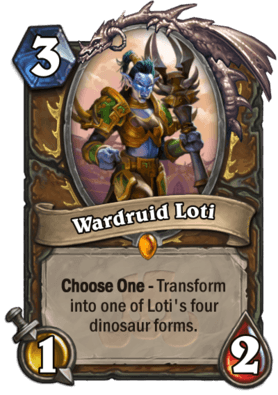 3
Wardruid Loti
Choose One - Transform
into one of Loti's four
dinosaur forms.
1
2